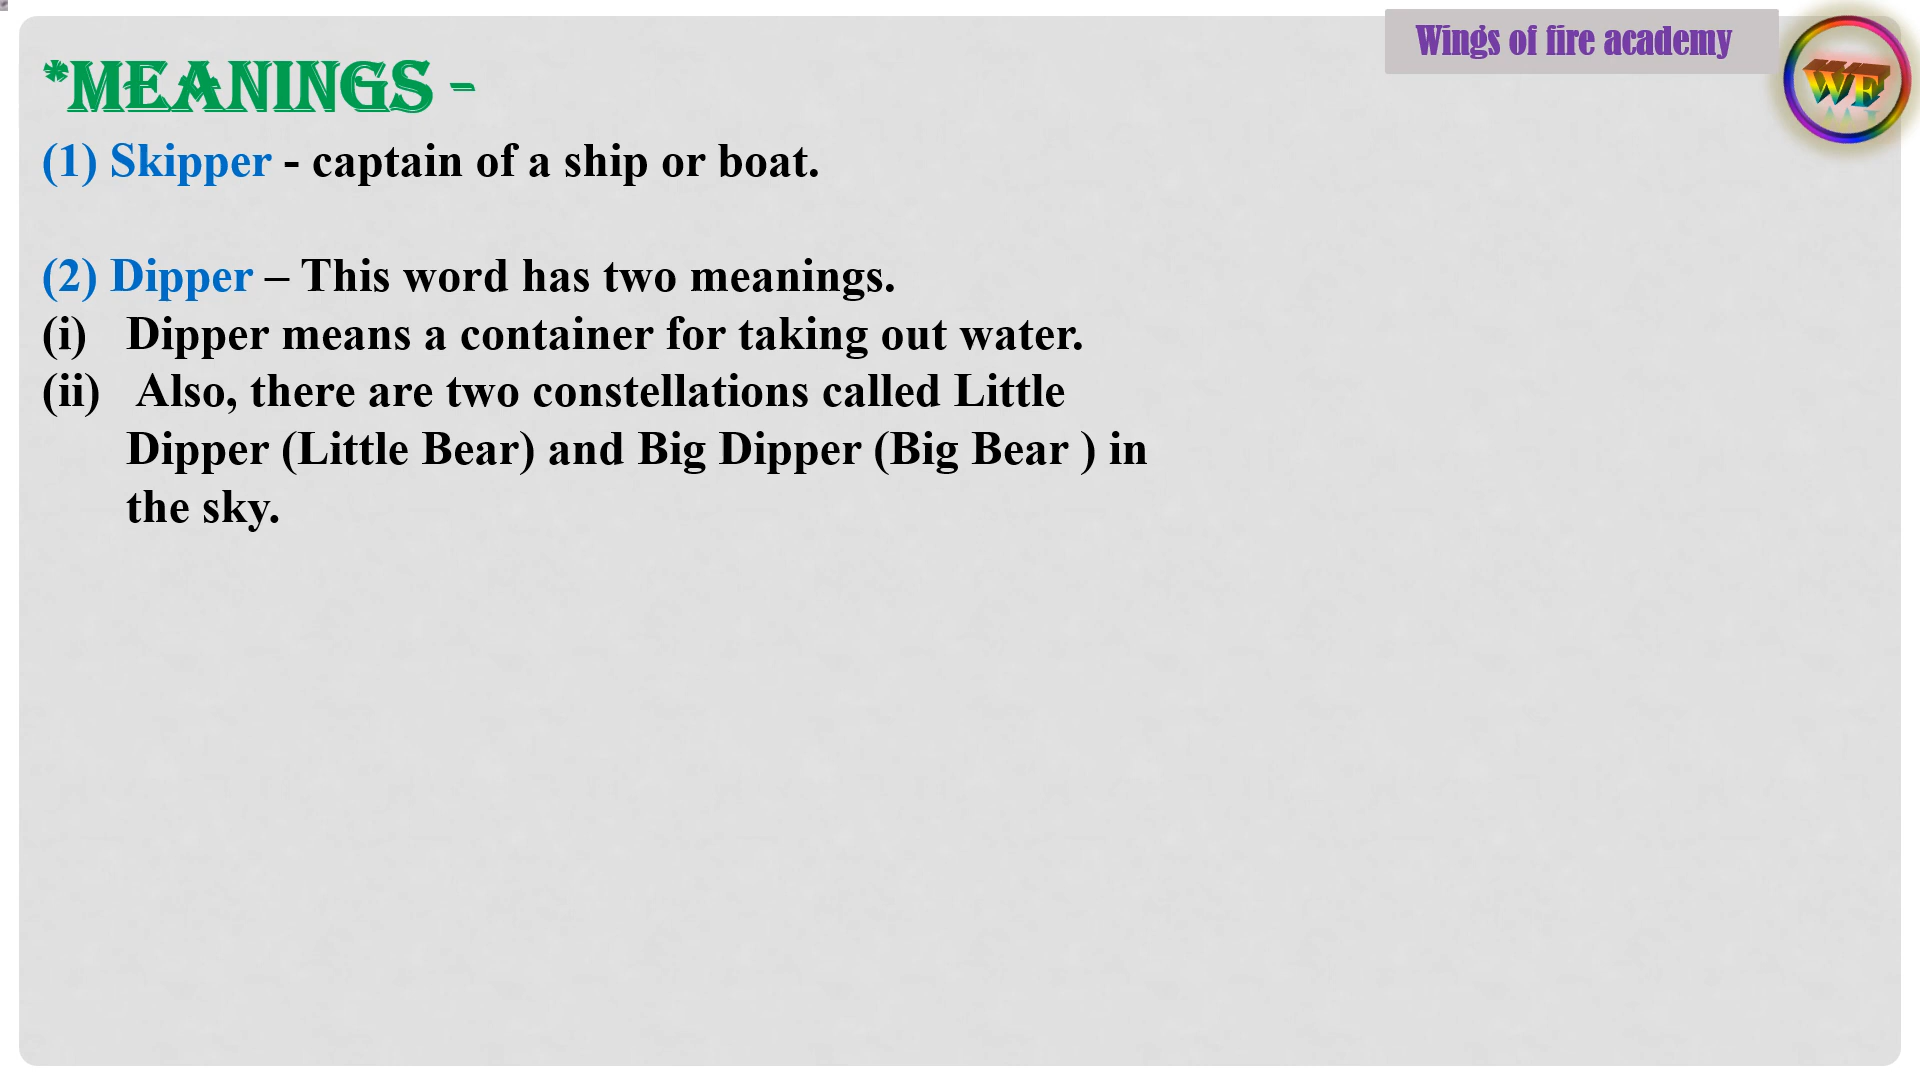 Wings of fire academy
WF
*MEANINGS -
(1) Skipper - captain of a ship or boat.
(2) Dipper – This word has two meanings.
(i) Dipper means a container for taking out water.
(ii) Also, there are two constellations called Little
Dipper (Little Bear) and Big Dipper (Big Bear ) in
the sky.